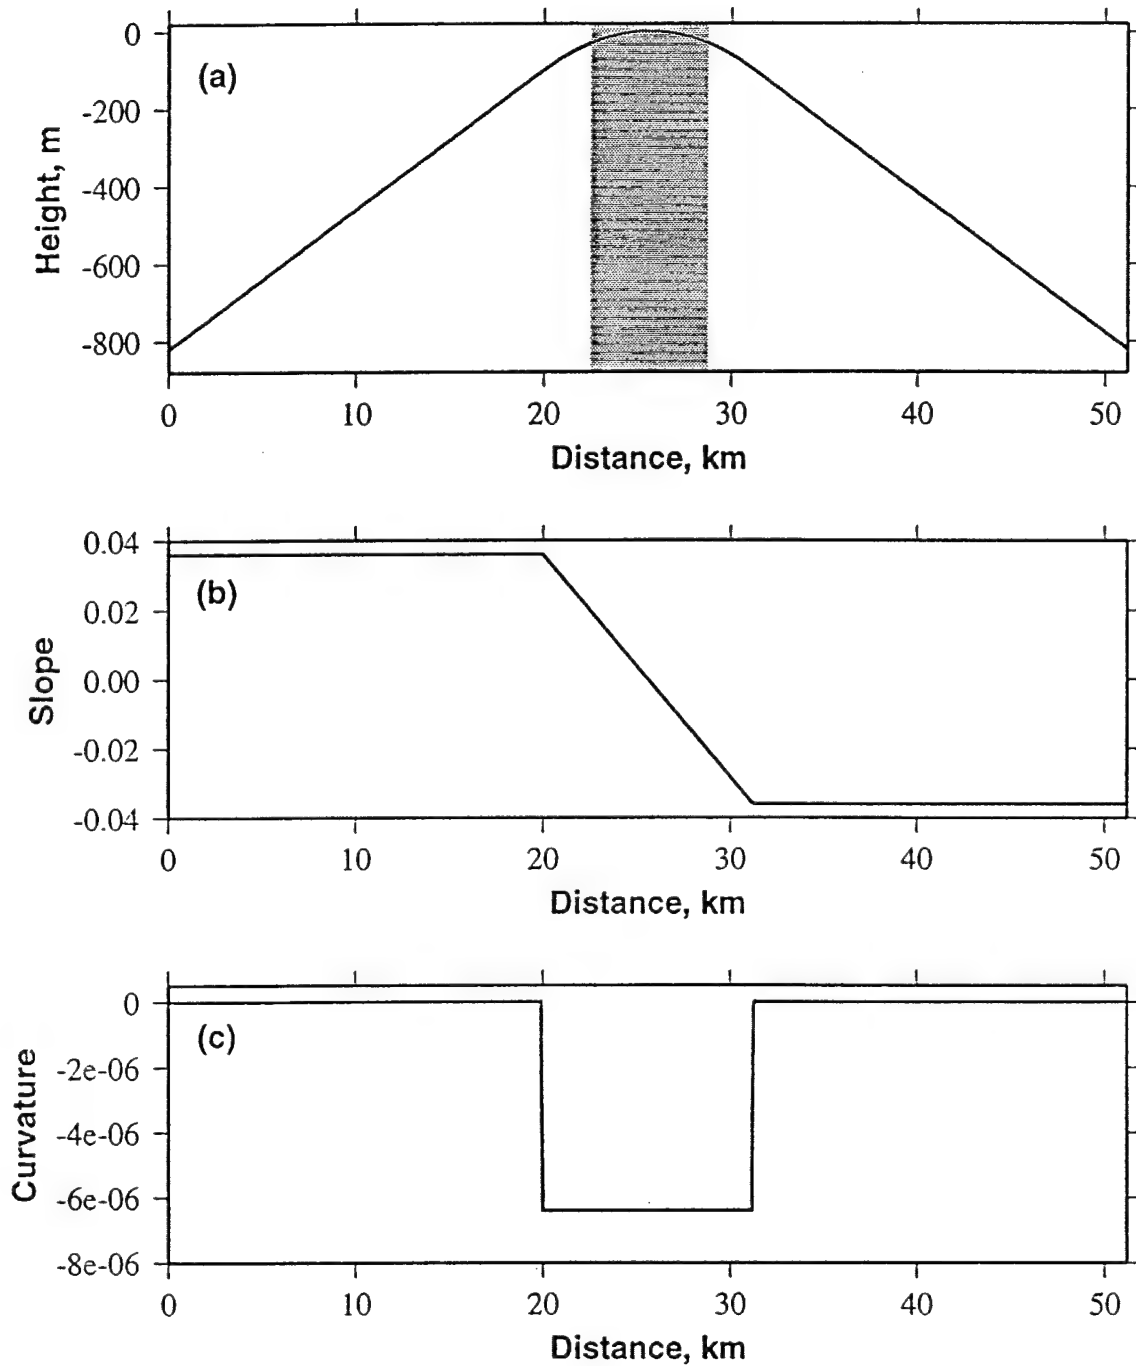 (a)
Height, m
0
-200
-400
-600
-800
0 10 20 30 40 50
Distance, km
(b)
Slope
0.04
0.02
0.00
-0.02
-0.04
0 10 20 30 40 50
Distance, km
(c)
Curvature
0
-2e-06
-4e-06
-6e-06
-8e-06
0 10 20 30 40 50
Distance, km